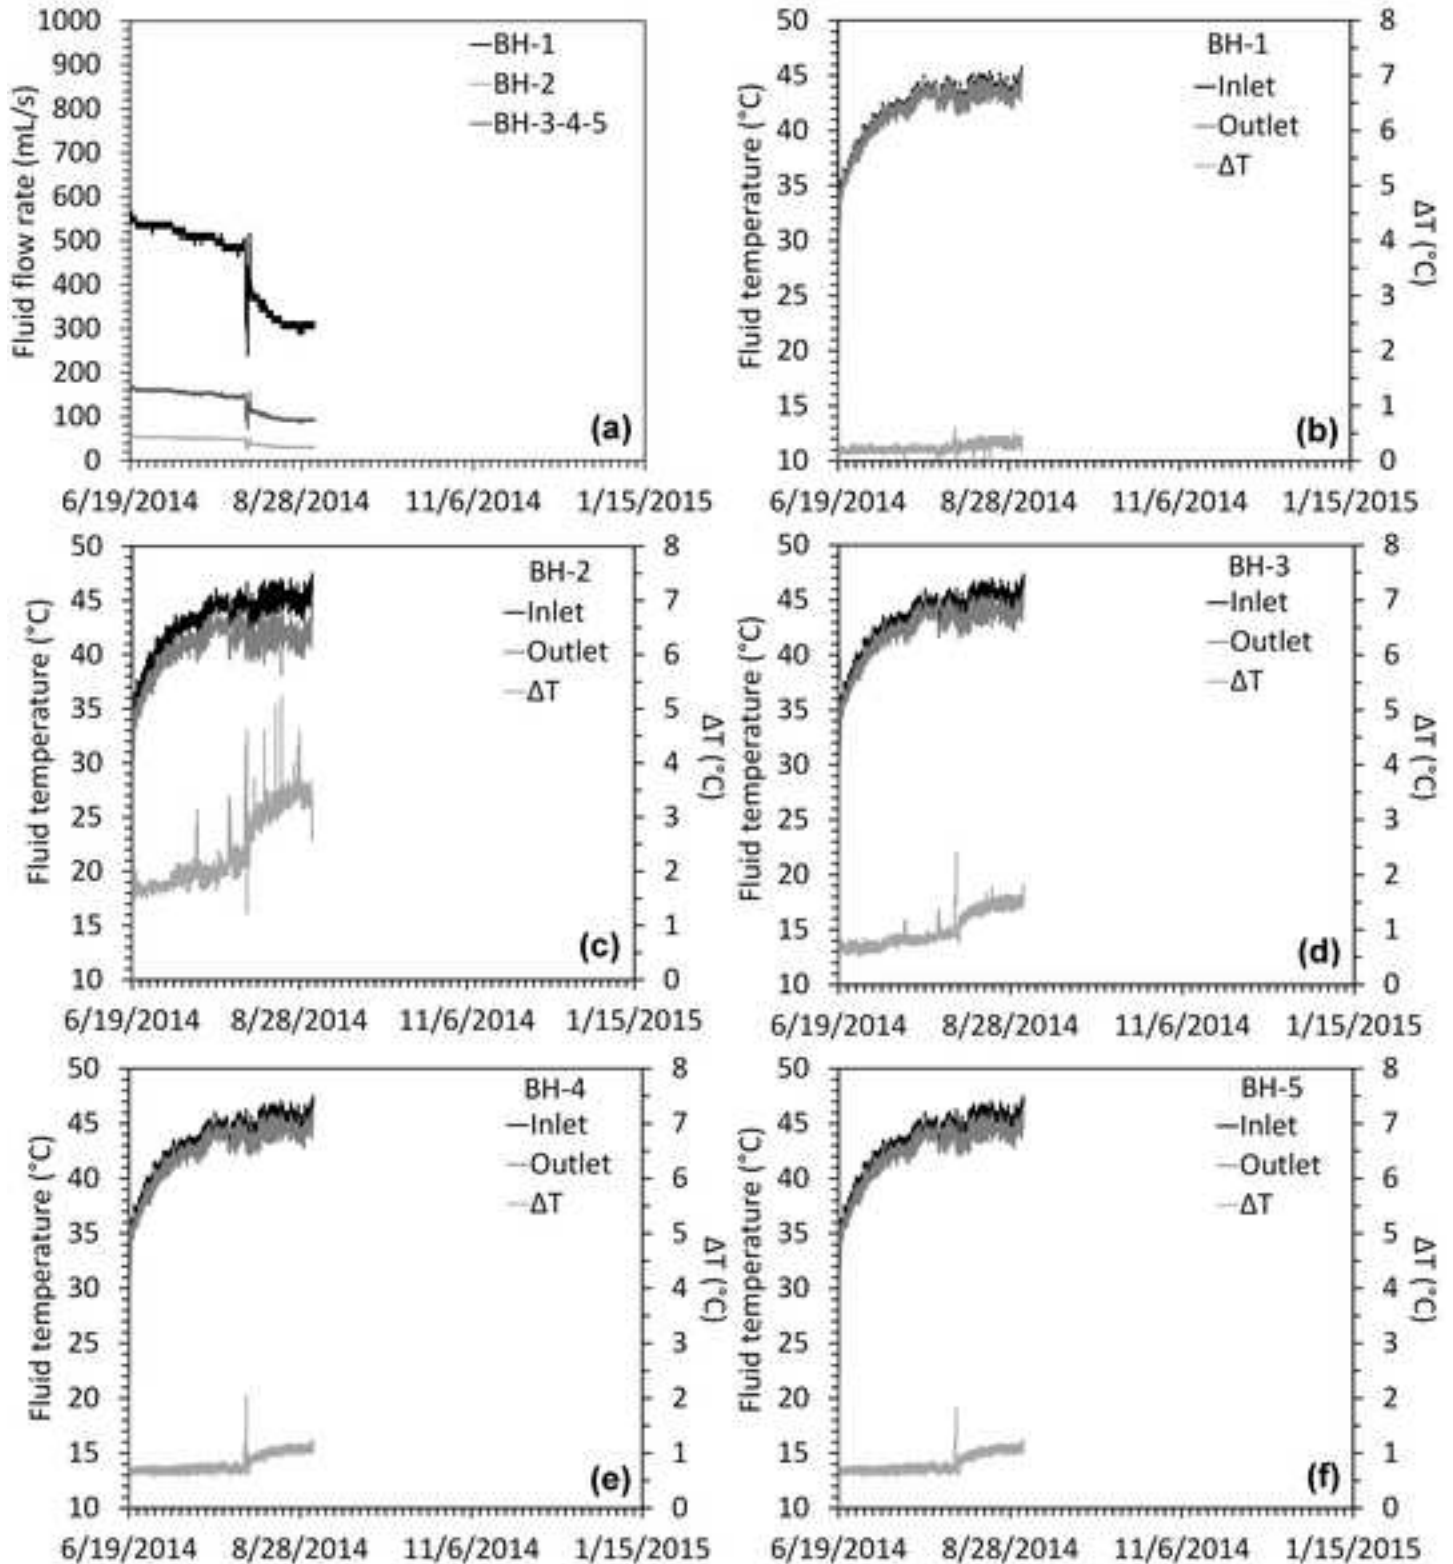 Fluid flow rate (mL/s)
1000
900
800
700
600
500
400
300
200
100
0
BH-1
BH-2
BH-3-4-5
(a)
6/19/2014 8/28/2014 11/6/2014 1/15/2015
Fluid temperature (°C)
50
45
40
35
30
25
20
15
10
BH-1
Inlet
Outlet
ΔT
(b)
8
7
6
5
4
3
2
1
0
ΔT (°C)
6/19/2014 8/28/2014 11/6/2014 1/15/2015
Fluid temperature (°C)
50
45
40
35
30
25
20
15
10
BH-2
Inlet
Outlet
ΔT
(c)
8
7
6
5
4
3
2
1
0
ΔT (°C)
6/19/2014 8/28/2014 11/6/2014 1/15/2015
Fluid temperature (°C)
50
45
40
35
30
25
20
15
10
BH-3
Inlet
Outlet
ΔT
(d)
8
7
6
5
4
3
2
1
0
ΔT (°C)
6/19/2014 8/28/2014 11/6/2014 1/15/2015
Fluid temperature (°C)
50
45
40
35
30
25
20
15
10
BH-4
Inlet
Outlet
ΔT
(e)
8
7
6
5
4
3
2
1
0
ΔT (°C)
6/19/2014 8/28/2014 11/6/2014 1/15/2015
Fluid temperature (°C)
50
45
40
35
30
25
20
15
10
BH-5
Inlet
Outlet
ΔT
(f)
8
7
6
5
4
3
2
1
0
ΔT (°C)
6/19/2014 8/28/2014 11/6/2014 1/15/2015